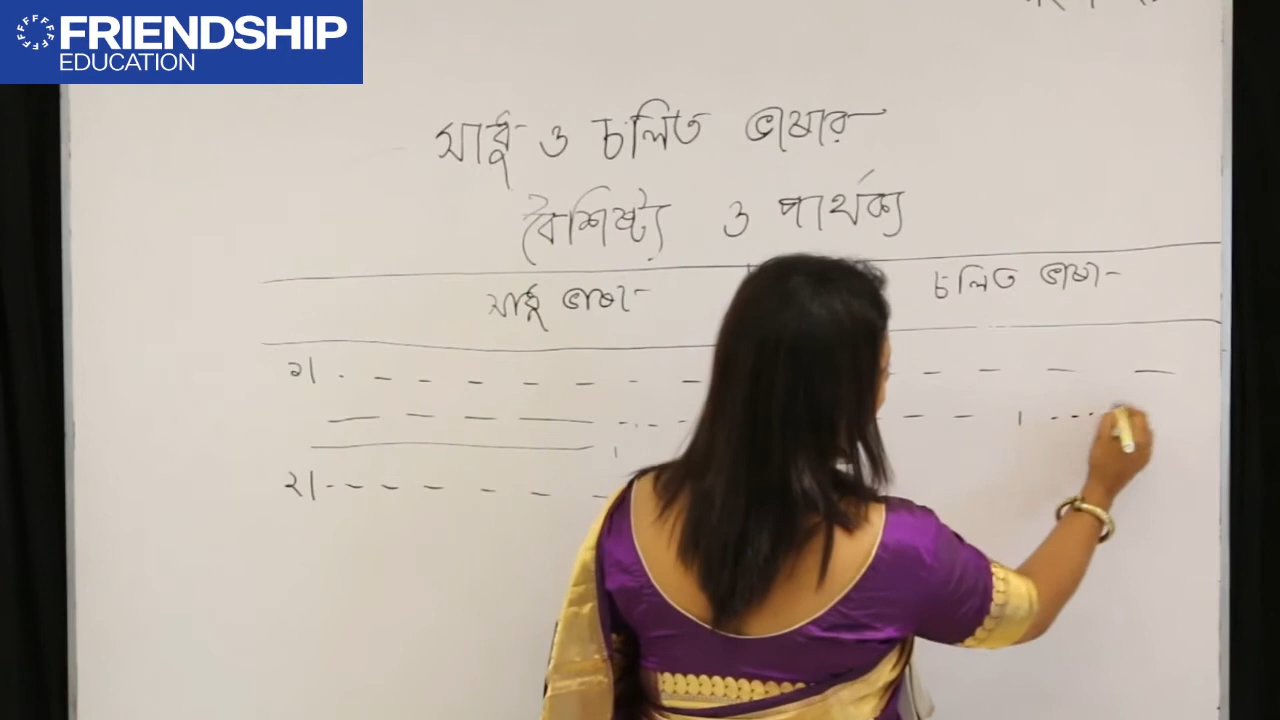 FRIENDSHIP
EDUCATION
সাধু ও চলিত ভাষার
বৈশিষ্ট্য ও পার্থক্য
সাধু ভাষা
চলিত ভাষা
১।
২।